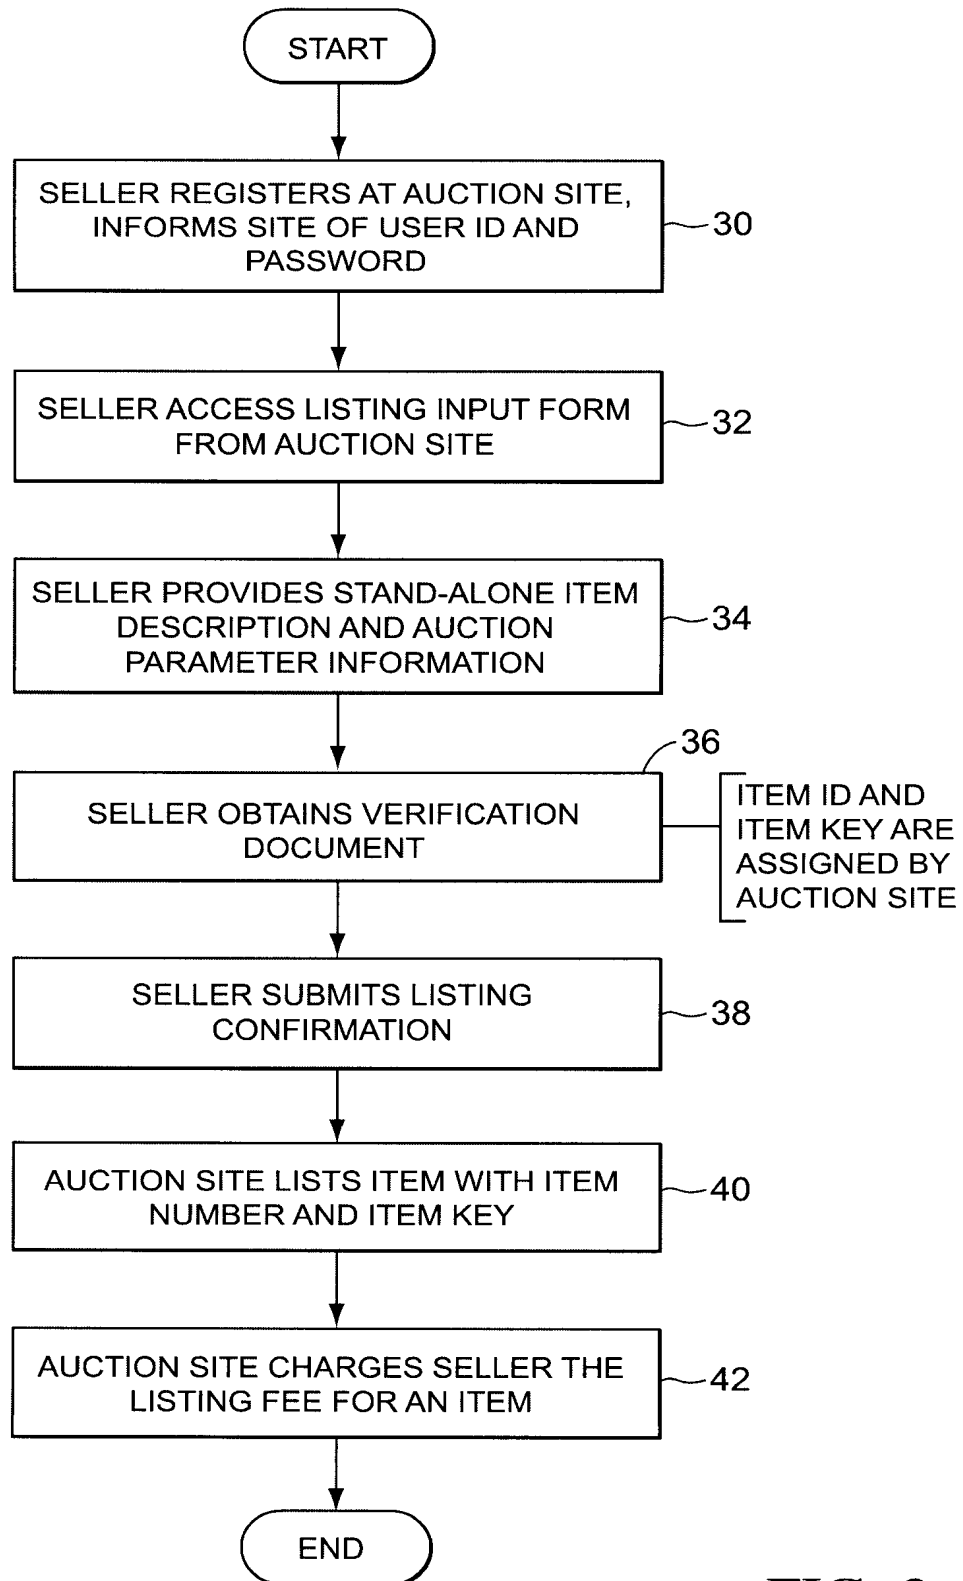 START
SELLER REGISTERS AT AUCTION SITE,
INFORMS SITE OF USER ID AND
PASSWORD
30
SELLER ACCESS LISTING INPUT FORM
FROM AUCTION SITE
32
SELLER PROVIDES STAND-ALONE ITEM
DESCRIPTION AND AUCTION
PARAMETER INFORMATION
34
36
SELLER OBTAINS VERIFICATION
DOCUMENT
ITEM ID AND
ITEM KEY ARE
ASSIGNED BY
AUCTION SITE
SELLER SUBMITS LISTING
CONFIRMATION
38
AUCTION SITE LISTS ITEM WITH ITEM
NUMBER AND ITEM KEY
40
AUCTION SITE CHARGES SELLER THE
LISTING FEE FOR AN ITEM
42
END